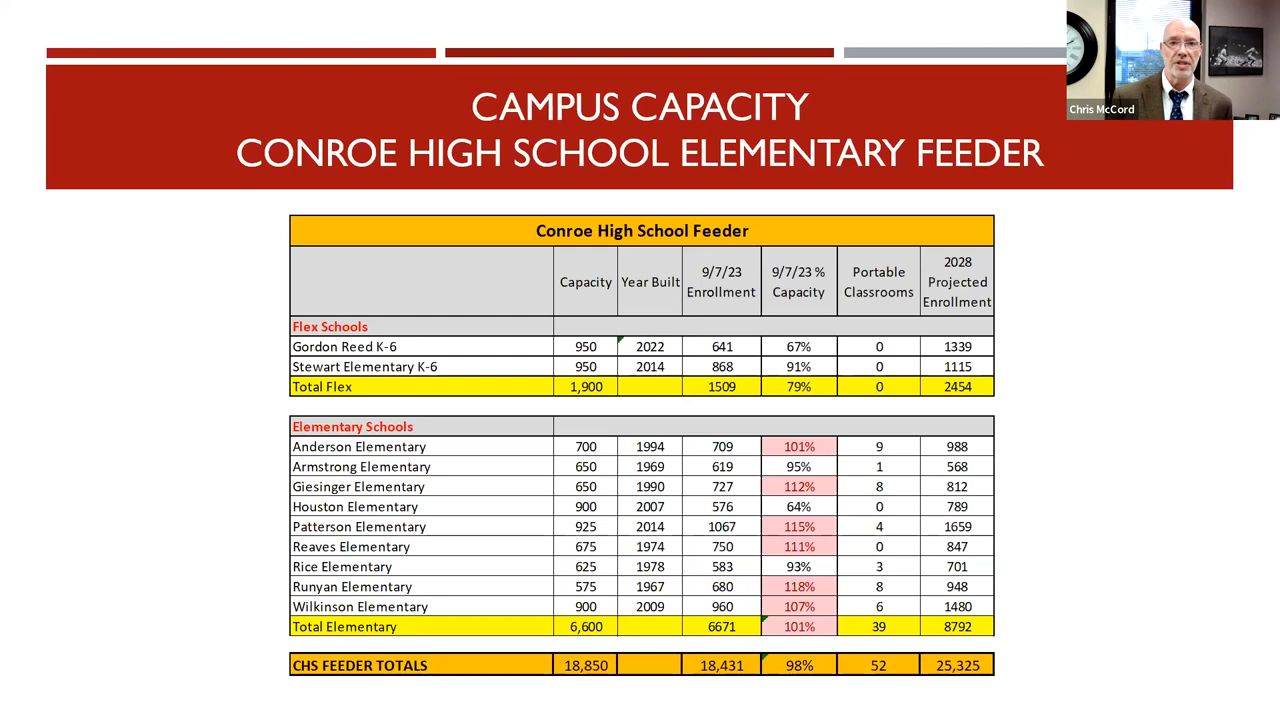 CAMPUS CAPACITY
CONROE HIGH SCHOOL ELEMENTARY FEEDER
Chris McCord
Conroe High School Feeder
Capacity Year Built 9/7/23 Enrollment 9/7/23 % Capacity Portable Classrooms 2028 Projected Enrollment
Flex Schools
Gordon Reed K-6 950 2022 641 67% 0 1339
Stewart Elementary K-6 950 2014 868 91% 0 1115
Total Flex 1,900 1509 79% 0 2454
Elementary Schools
Anderson Elementary 700 1994 709 101% 9 988
Armstrong Elementary 650 1969 619 95% 1 568
Giesinger Elementary 650 1990 727 112% 8 812
Houston Elementary 900 2007 576 64% 0 789
Patterson Elementary 925 2014 1067 115% 4 1659
Reaves Elementary 675 1974 750 111% 0 847
Rice Elementary 625 1978 583 93% 3 701
Runyan Elementary 575 1967 680 118% 8 948
Wilkinson Elementary 900 2009 960 107% 6 1480
Total Elementary 6,600 6671 101% 39 8792
CHS FEEDER TOTALS 18,850 18,431 98% 52 25,325